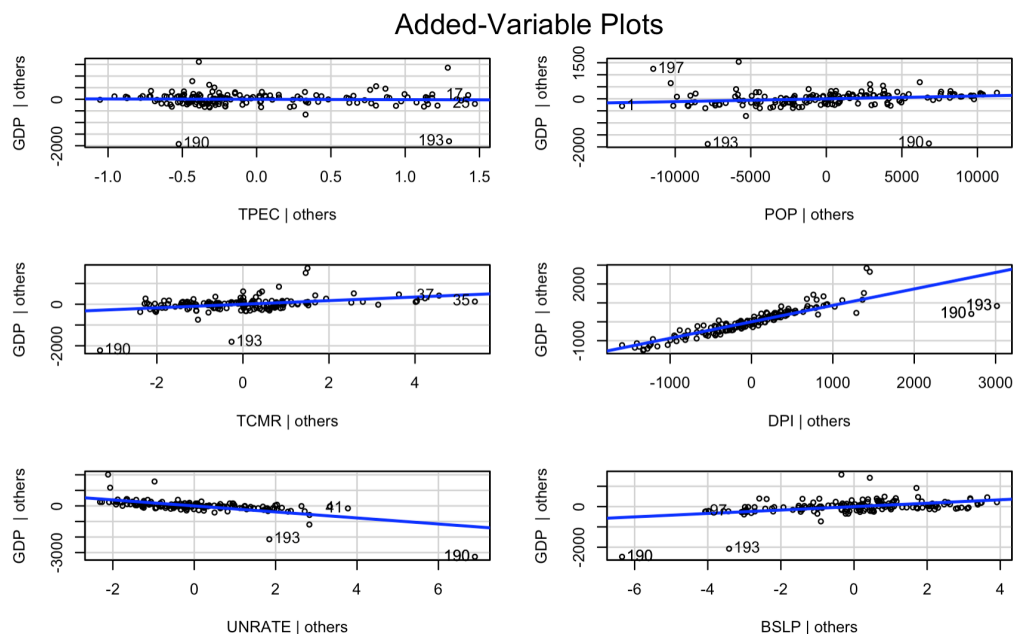 Added-Variable Plots
GDP | others
-2000 0
17
25
190
193
-1.0 -0.5 0.0 0.5 1.0 1.5
TPEC | others
GDP | others
-2000 0 1500
197
1
193
190
-10000 -5000 0 5000 10000
POP | others
GDP | others
-2000 0
37
35
193
190
-2 0 2 4
TCMR | others
GDP | others
-1000 2000
193
190
-1000 0 1000 2000 3000
DPI | others
GDP | others
-3000 0
41
193
190
-2 0 2 4 6
UNRATE | others
GDP | others
-2000 0
97
193
190
-6 -4 -2 0 2 4
BSLP | others